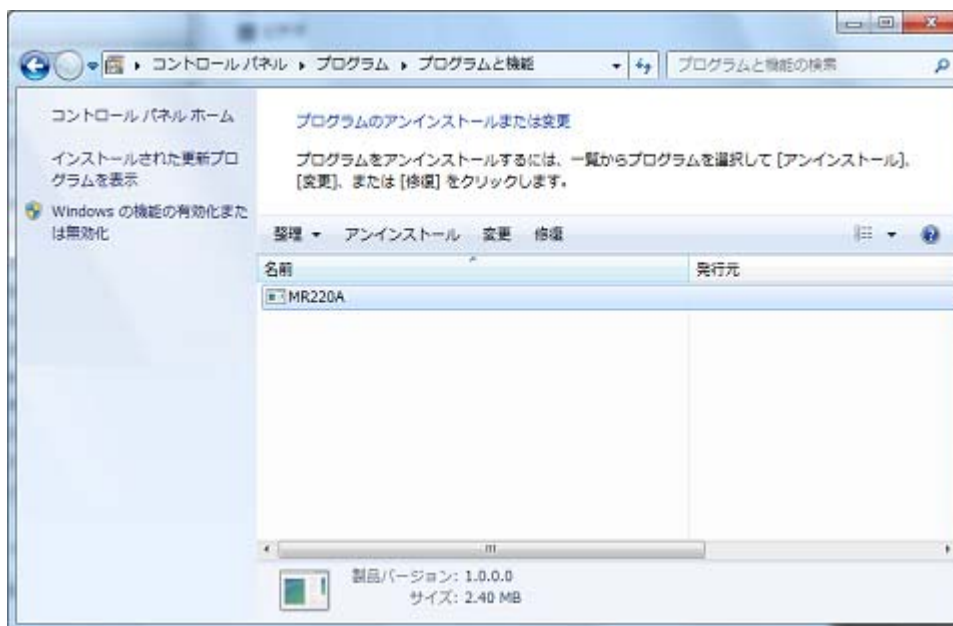 コントロール パネル ▸ プログラム ▸ プログラムと機能
プログラムと機能の検索
コントロール パネル ホーム
インストールされた更新プロ
グラムを表示
Windows の機能の有効化また
は無効化
プログラムのアンインストールまたは変更
プログラムをアンインストールするには、一覧からプログラムを選択して [アンインストール]、
[変更]、または [修復] をクリックします。
整理 アンインストール 変更 修復
名前 発行元
MR220A
製品バージョン: 1.0.0.0
サイズ: 2.40 MB